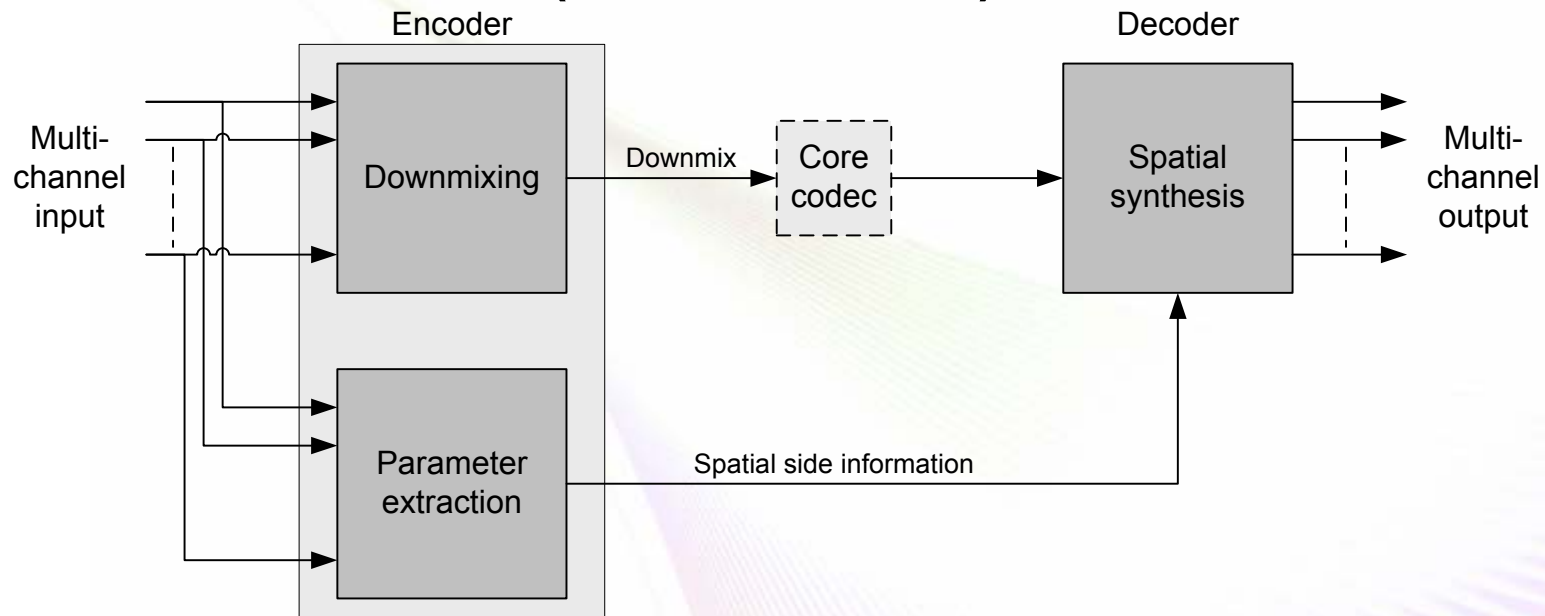 Encoder
Decoder
Multi-
channel
input
Downmixing
Downmix
Core
codec
Spatial
synthesis
Multi-
channel
output
Parameter
extraction
Spatial side information